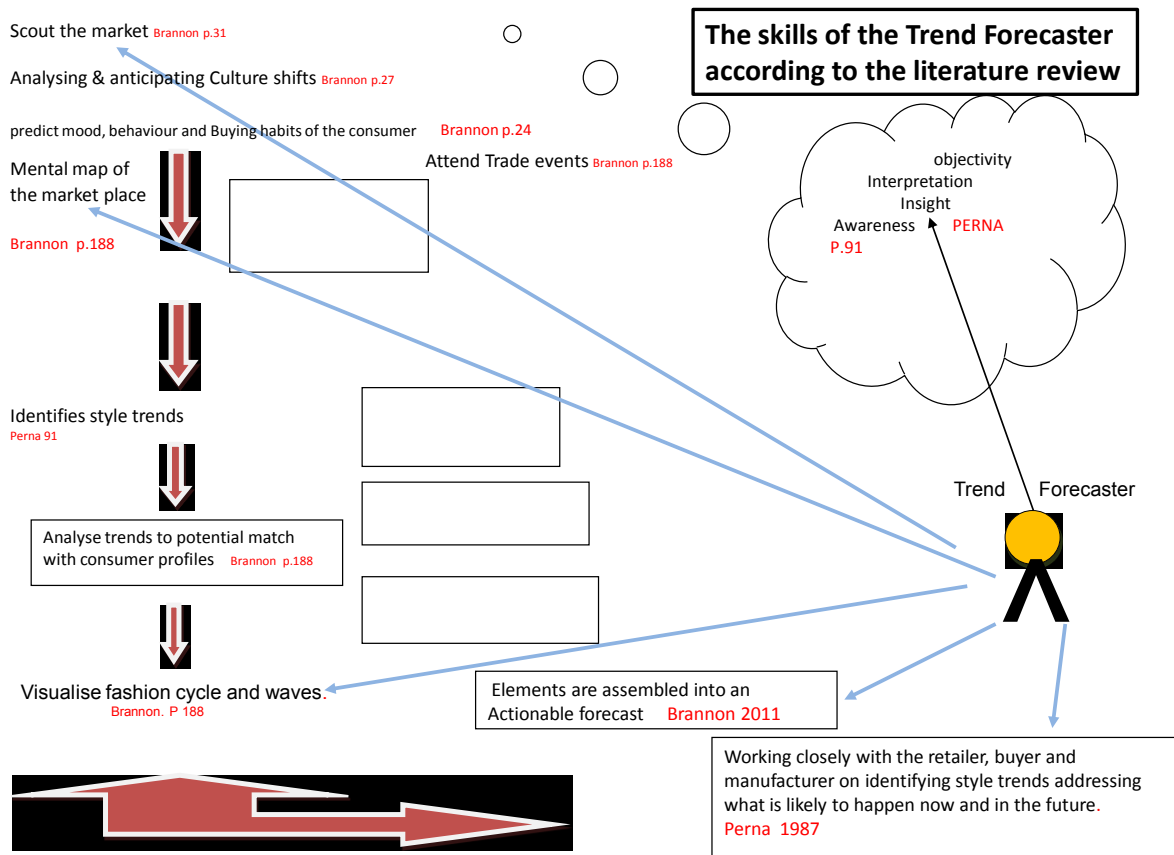 The skills of the Trend Forecaster
according to the literature review
Scout the market Brannon p.31
Analysing & anticipating Culture shifts Brannon p.27
predict mood, behaviour and Buying habits of the consumer Brannon p.24
Attend Trade events Brannon p.188
Mental map of
the market place
Brannon p.188
objectivity
Interpretation
Insight
Awareness PERNA
P.91
Identifies style trends
Perna 91
Trend Forecaster
Analyse trends to potential match
with consumer profiles Brannon p.188
Visualise fashion cycle and waves.
Brannon. P 188
Elements are assembled into an
Actionable forecast Brannon 2011
Working closely with the retailer, buyer and
manufacturer on identifying style trends addressing
what is likely to happen now and in the future.
Perna 1987